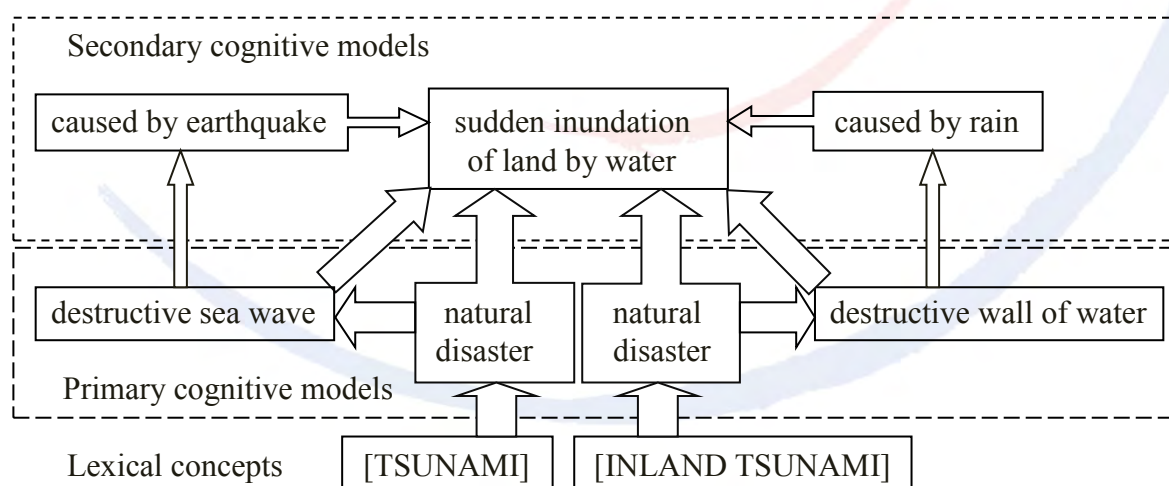 Secondary cognitive models
caused by earthquake
sudden inundation
of land by water
caused by rain
destructive sea wave
natural
disaster
natural
disaster
destructive wall of water
Primary cognitive models
Lexical concepts
[TSUNAMI]
[INLAND TSUNAMI]